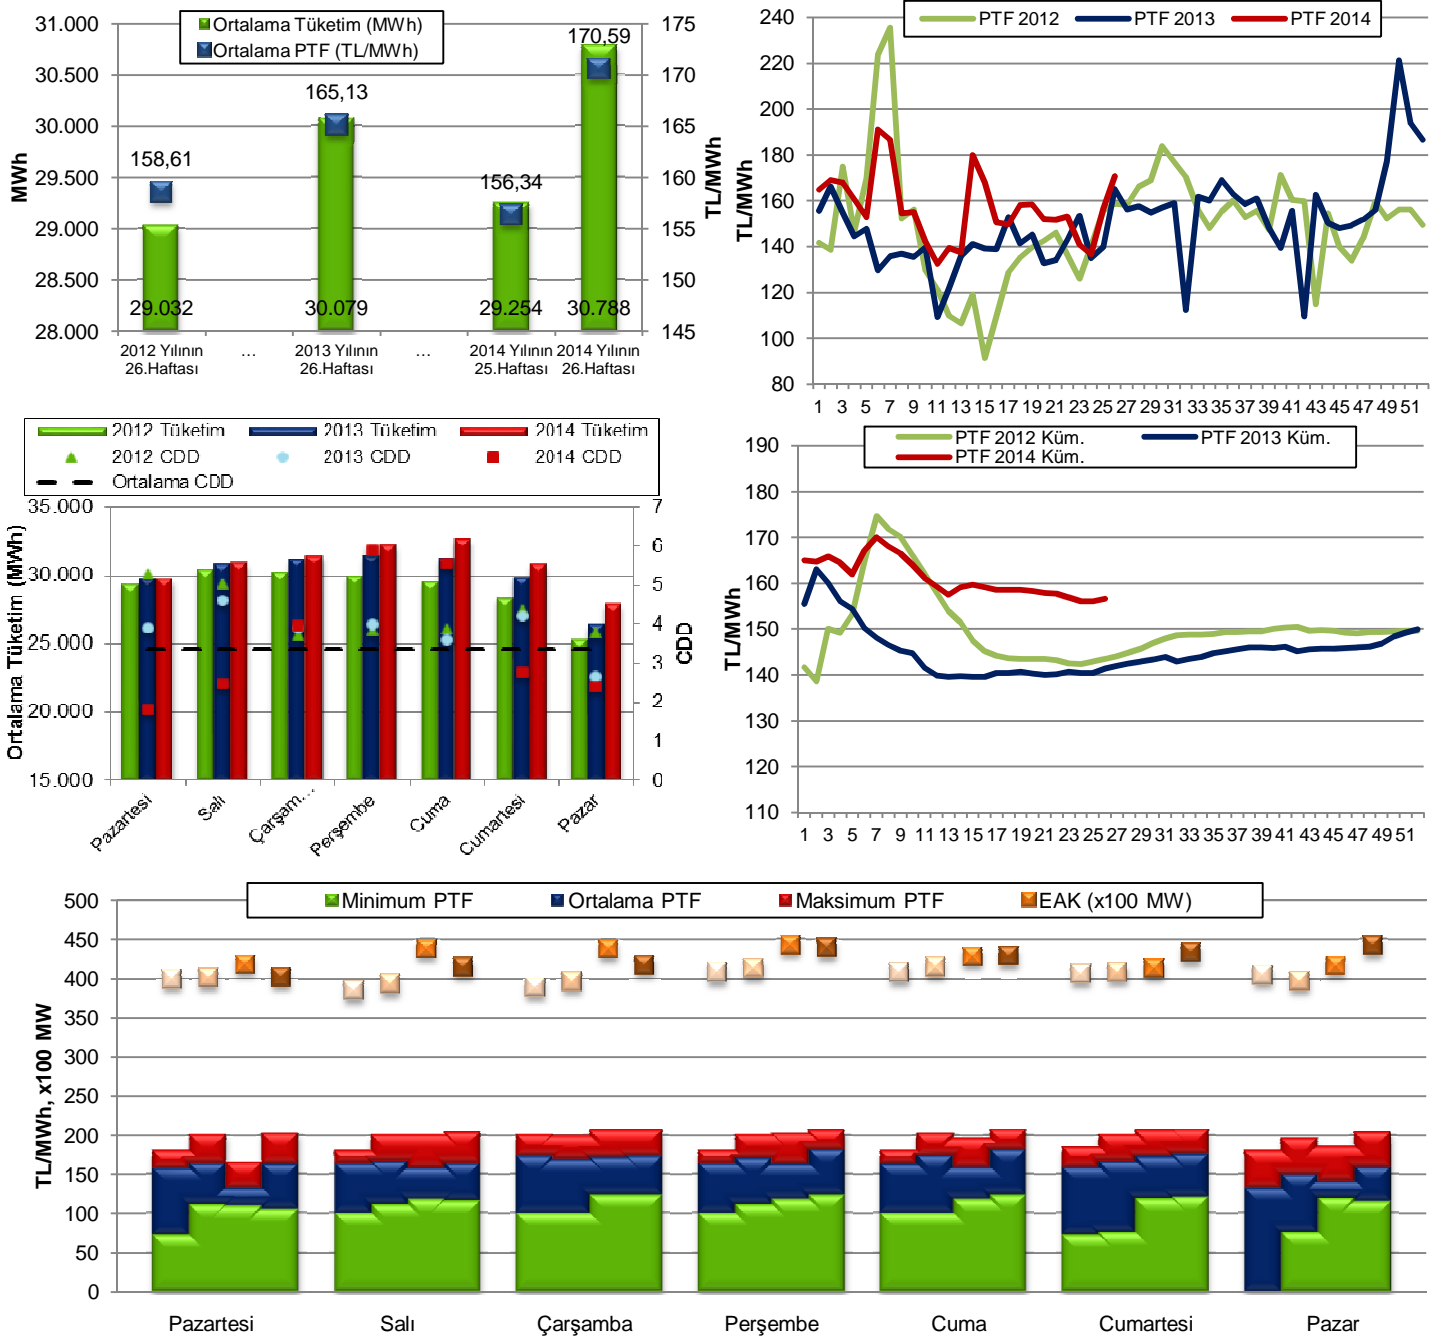 Ortalama Tüketim (MWh)
Ortalama PTF (TL/MWh)
MWh
31.000
30.500
30.000
29.500
29.000
28.500
28.000
158,61
165,13
156,34
170,59
29.032
30.079
29.254
30.788
175
170
165
160
155
150
145
TL/MWh
2012 Yılının 26.Haftası
...
2013 Yılının 26.Haftası
...
2014 Yılının 25.Haftası
2014 Yılının 26.Haftası
PTF 2012 PTF 2013 PTF 2014
TL/MWh
240
220
200
180
160
140
120
100
80
1 3 5 7 9 11 13 15 17 19 21 23 25 27 29 31 33 35 37 39 41 43 45 47 49 51
2012 Tüketim 2013 Tüketim 2014 Tüketim
2012 CDD 2013 CDD 2014 CDD
Ortalama CDD
Ortalama Tüketim (MWh)
35.000
30.000
25.000
20.000
15.000
7
6
5
4
3
2
1
0
CDD
Pazartesi
Salı
Çarşam...
Perşembe
Cuma
Cumartesi
Pazar
PTF 2012 Küm. PTF 2013 Küm.
PTF 2014 Küm.
TL/MWh
190
180
170
160
150
140
130
120
110
1 3 5 7 9 11 13 15 17 19 21 23 25 27 29 31 33 35 37 39 41 43 45 47 49 51
Minimum PTF Ortalama PTF Maksimum PTF EAK (x100 MW)
TL/MWh, x100 MW
500
450
400
350
300
250
200
150
100
50
0
Pazartesi Salı Çarşamba Perşembe Cuma Cumartesi Pazar